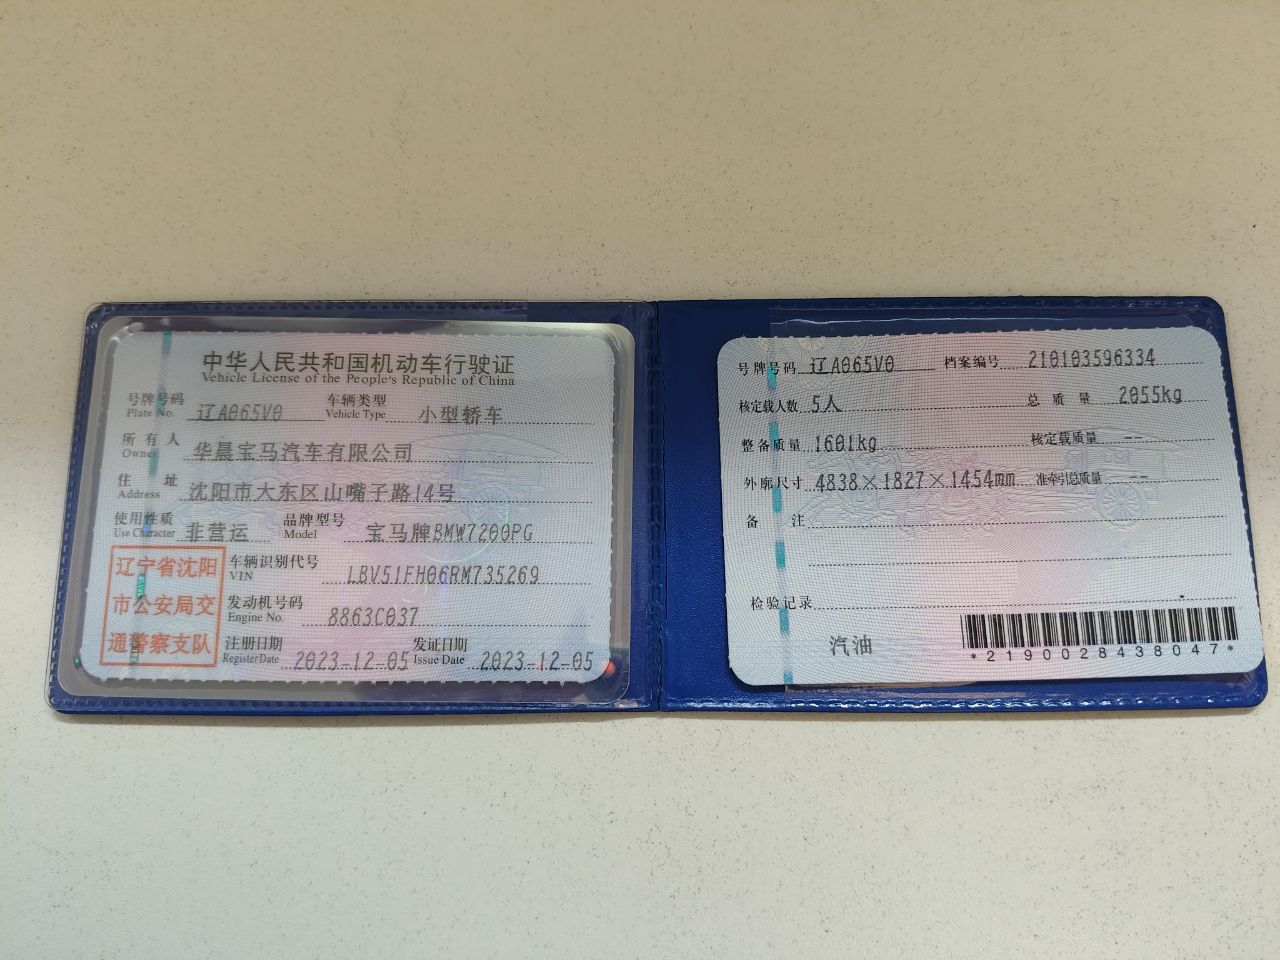 中华人民共和国机动车行驶证
Vehicle License of the People's Republic of China
号牌号码 辽A065V0 车辆类型 小型轿车
Plate No. Vehicle Type
所有人 华晨宝马汽车有限公司
Owner
住址 沈阳市大东区山嘴子路14号
Address
使用性质 非营运 品牌型号 宝马牌BMW7200PG
Use Character Model
辽宁省沈阳
市公安局交
通警察支队
车辆识别代号 LBV51FH06RM735269
VIN
发动机号码 8863C037
Engine No.
注册日期 2023-12-05 发证日期 2023-12-05
Register Date Issue Date
号牌号码 辽A065V0 档案编号 210103596334
核定载人数 5人 总质量 2055kg
整备质量 1601kg 核定载质量 --
外廓尺寸 4838×1827×1454mm 准牵引总质量 --
备注
检验记录
汽油
*2190028438047*